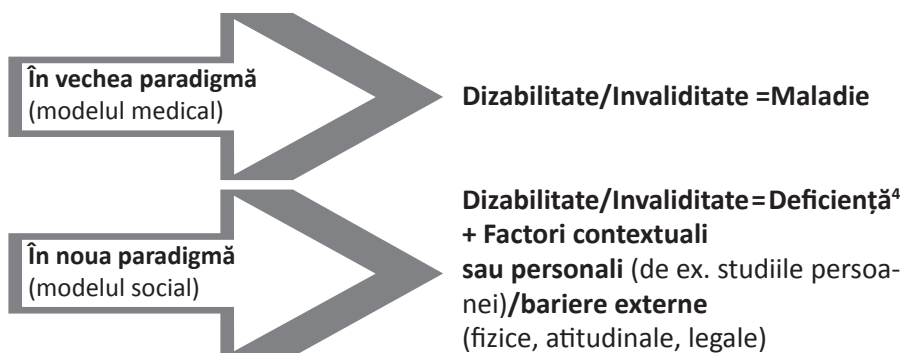 În vechea paradigmă
(modelul medical)
Dizabilitate/Invaliditate =Maladie
În noua paradigmă
(modelul social)
Dizabilitate/Invaliditate=Deficiență⁴
+ Factori contextuali
sau personali (de ex. studiile persoa-
nei)/bariere externe
(fizice, atitudinale, legale)